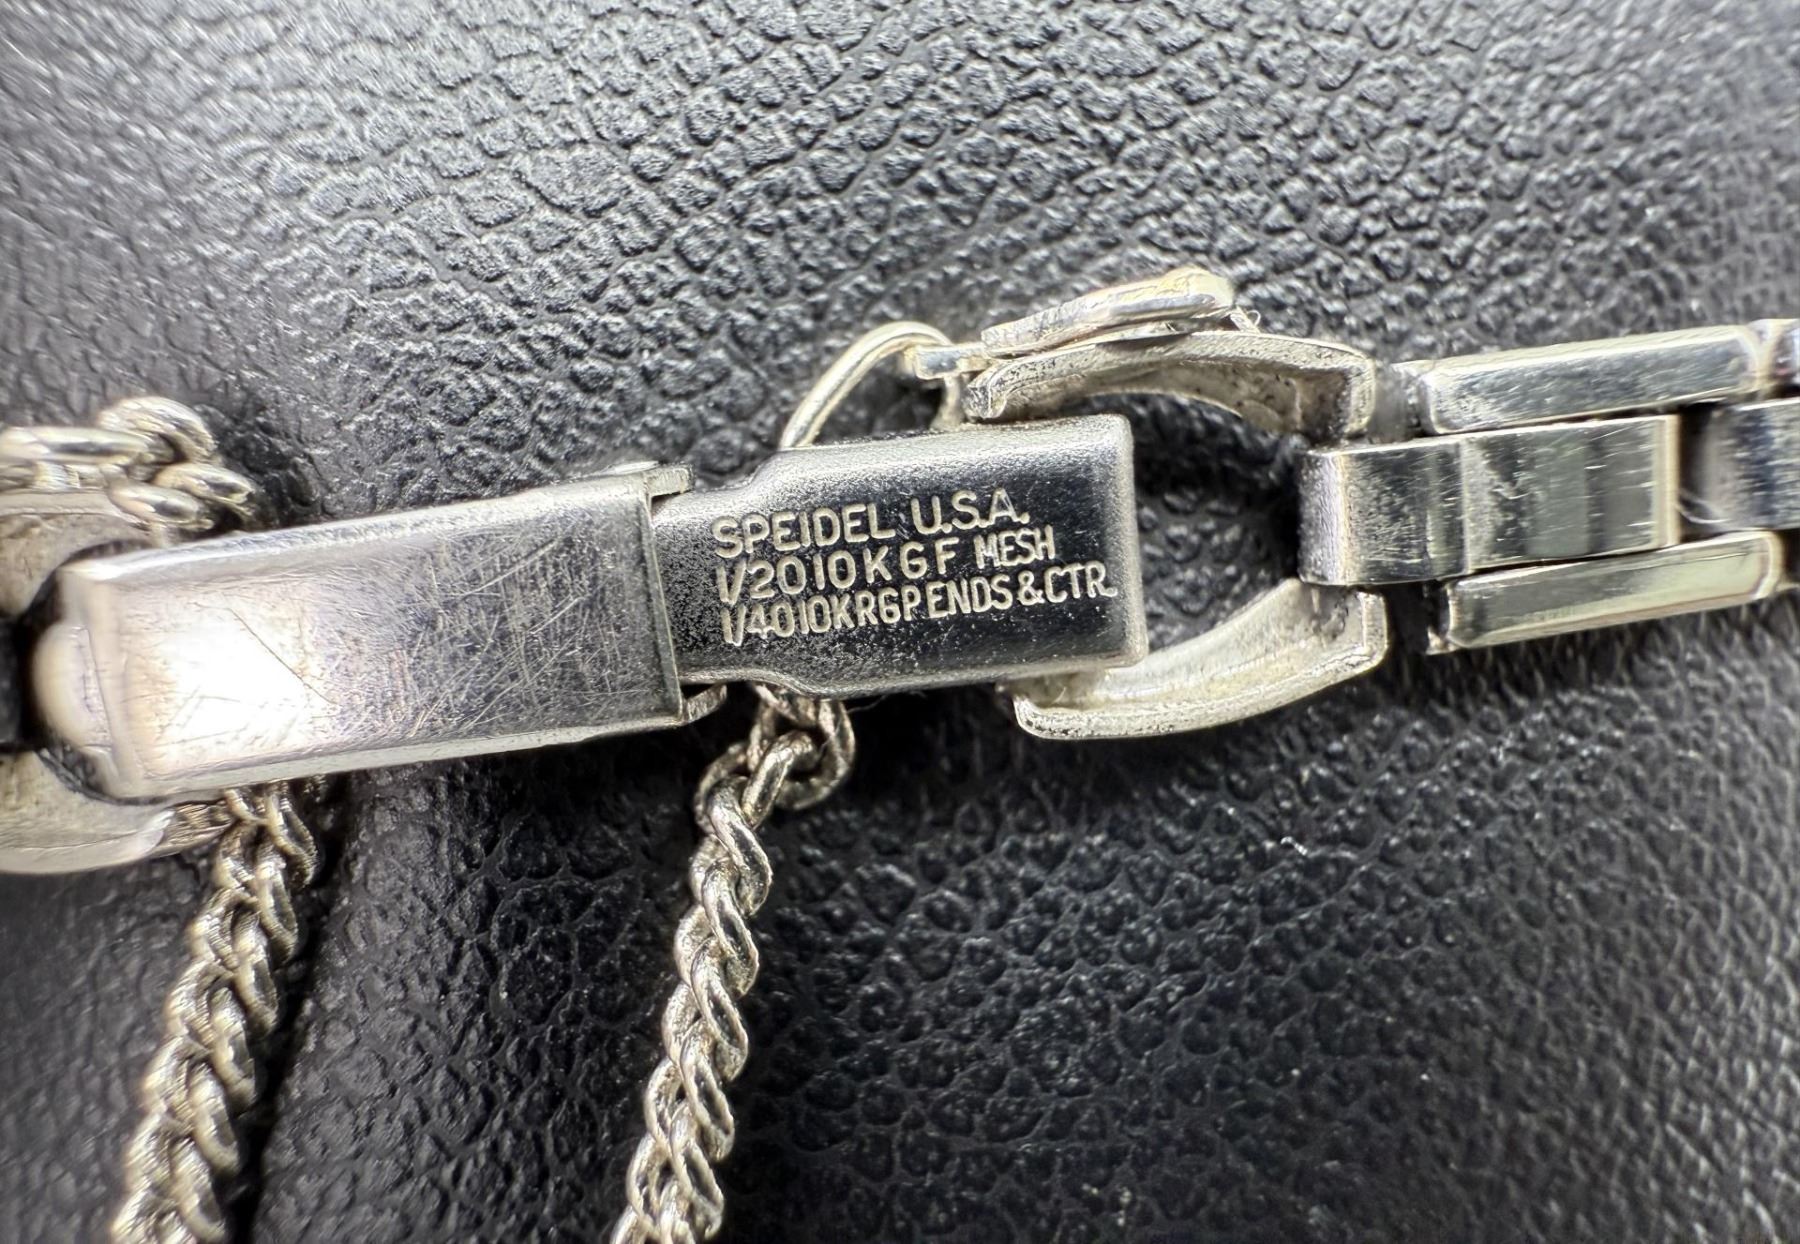 SPEIDEL U.S.A.
1/20 10K GF MESH
1/40 10K RGP ENDS & CTR.